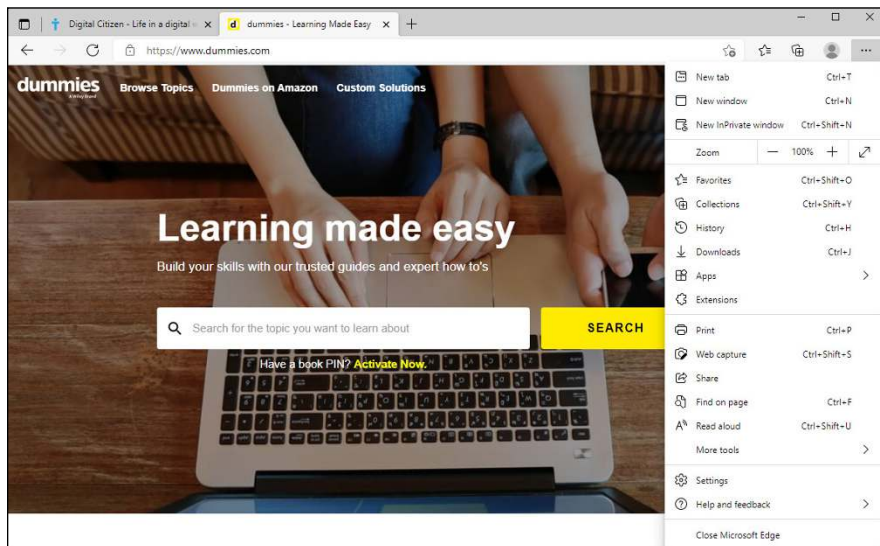 Digital Citizen - Life in a digital
dummies - Learning Made Easy
https://www.dummies.com
dummies
A Wiley Brand
Browse Topics
Dummies on Amazon
Custom Solutions
Learning made easy
Build your skills with our trusted guides and expert how to's
Search for the topic you want to learn about
SEARCH
Have a book PIN? Activate Now.
New tab Ctrl+T
New window Ctrl+N
New InPrivate window Ctrl+Shift+N
Zoom 100%
Favorites Ctrl+Shift+O
Collections Ctrl+Shift+Y
History Ctrl+H
Downloads Ctrl+J
Apps
Extensions
Print Ctrl+P
Web capture Ctrl+Shift+S
Share
Find on page Ctrl+F
Read aloud Ctrl+Shift+U
More tools
Settings
Help and feedback
Close Microsoft Edge